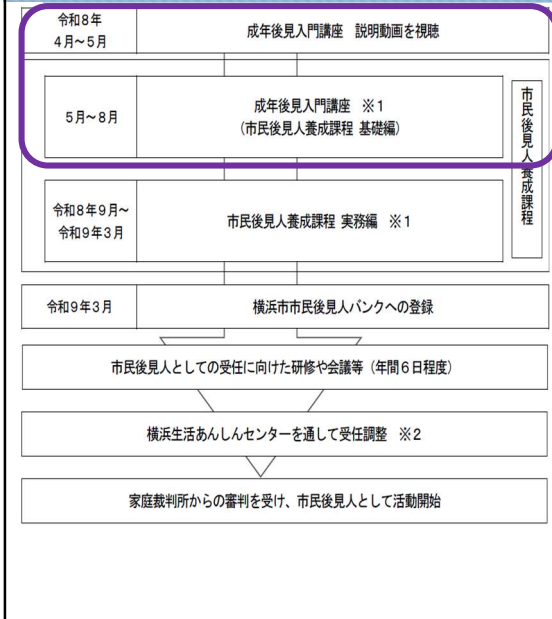 令和8年
4月～5月
成年後見入門講座　説明動画を視聴
5月～8月
成年後見入門講座　※1
(市民後見人養成課程 基礎編)
市民後見人養成課程
令和8年9月～
令和9年3月
市民後見人養成課程 実務編　※1
令和9年3月
横浜市市民後見人バンクへの登録
市民後見人としての受任に向けた研修や会議等（年間6日程度）
横浜生活あんしんセンターを通して受任調整　※2
家庭裁判所からの審判を受け、市民後見人として活動開始